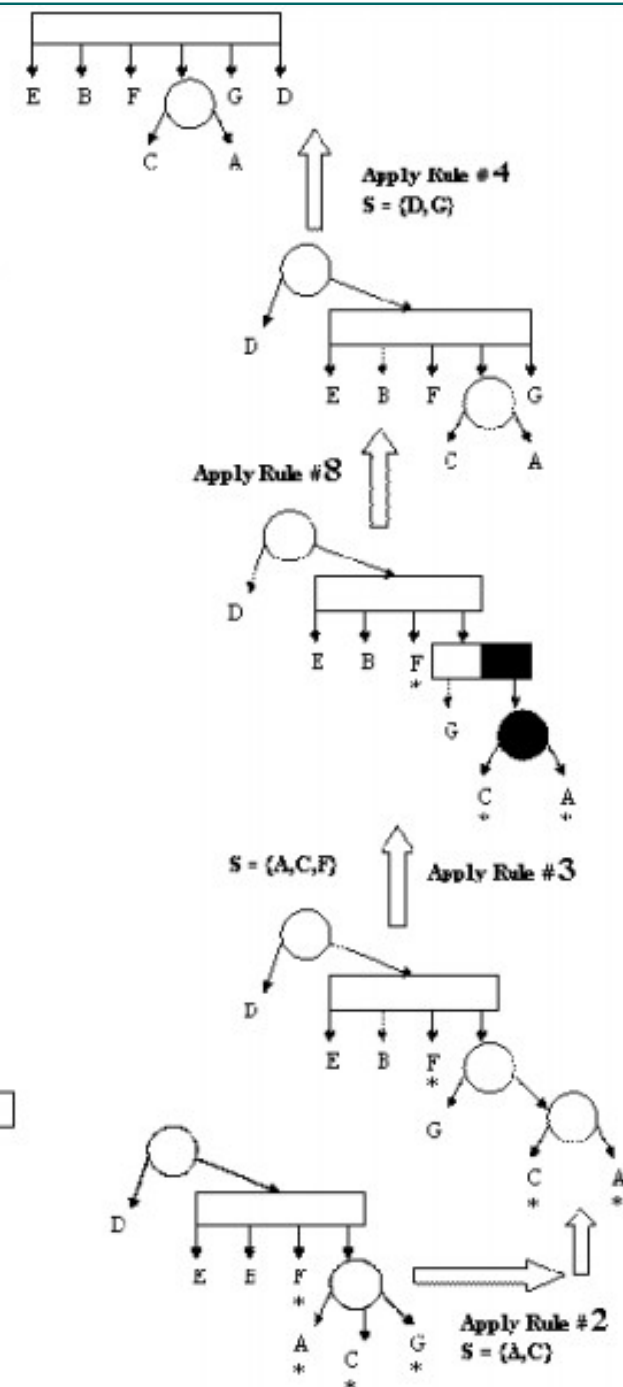 E B F G D
C A
Apply Rule #4
S = {D,G}
D
E B F G
C A
Apply Rule #8
D
E B F
*
G
C A
* *
S = {A,C,F}
Apply Rule #3
D
E B F
*
G
C A
* *
D
E E F
*
A C G
* * *
Apply Rule #2
S = {A,C}